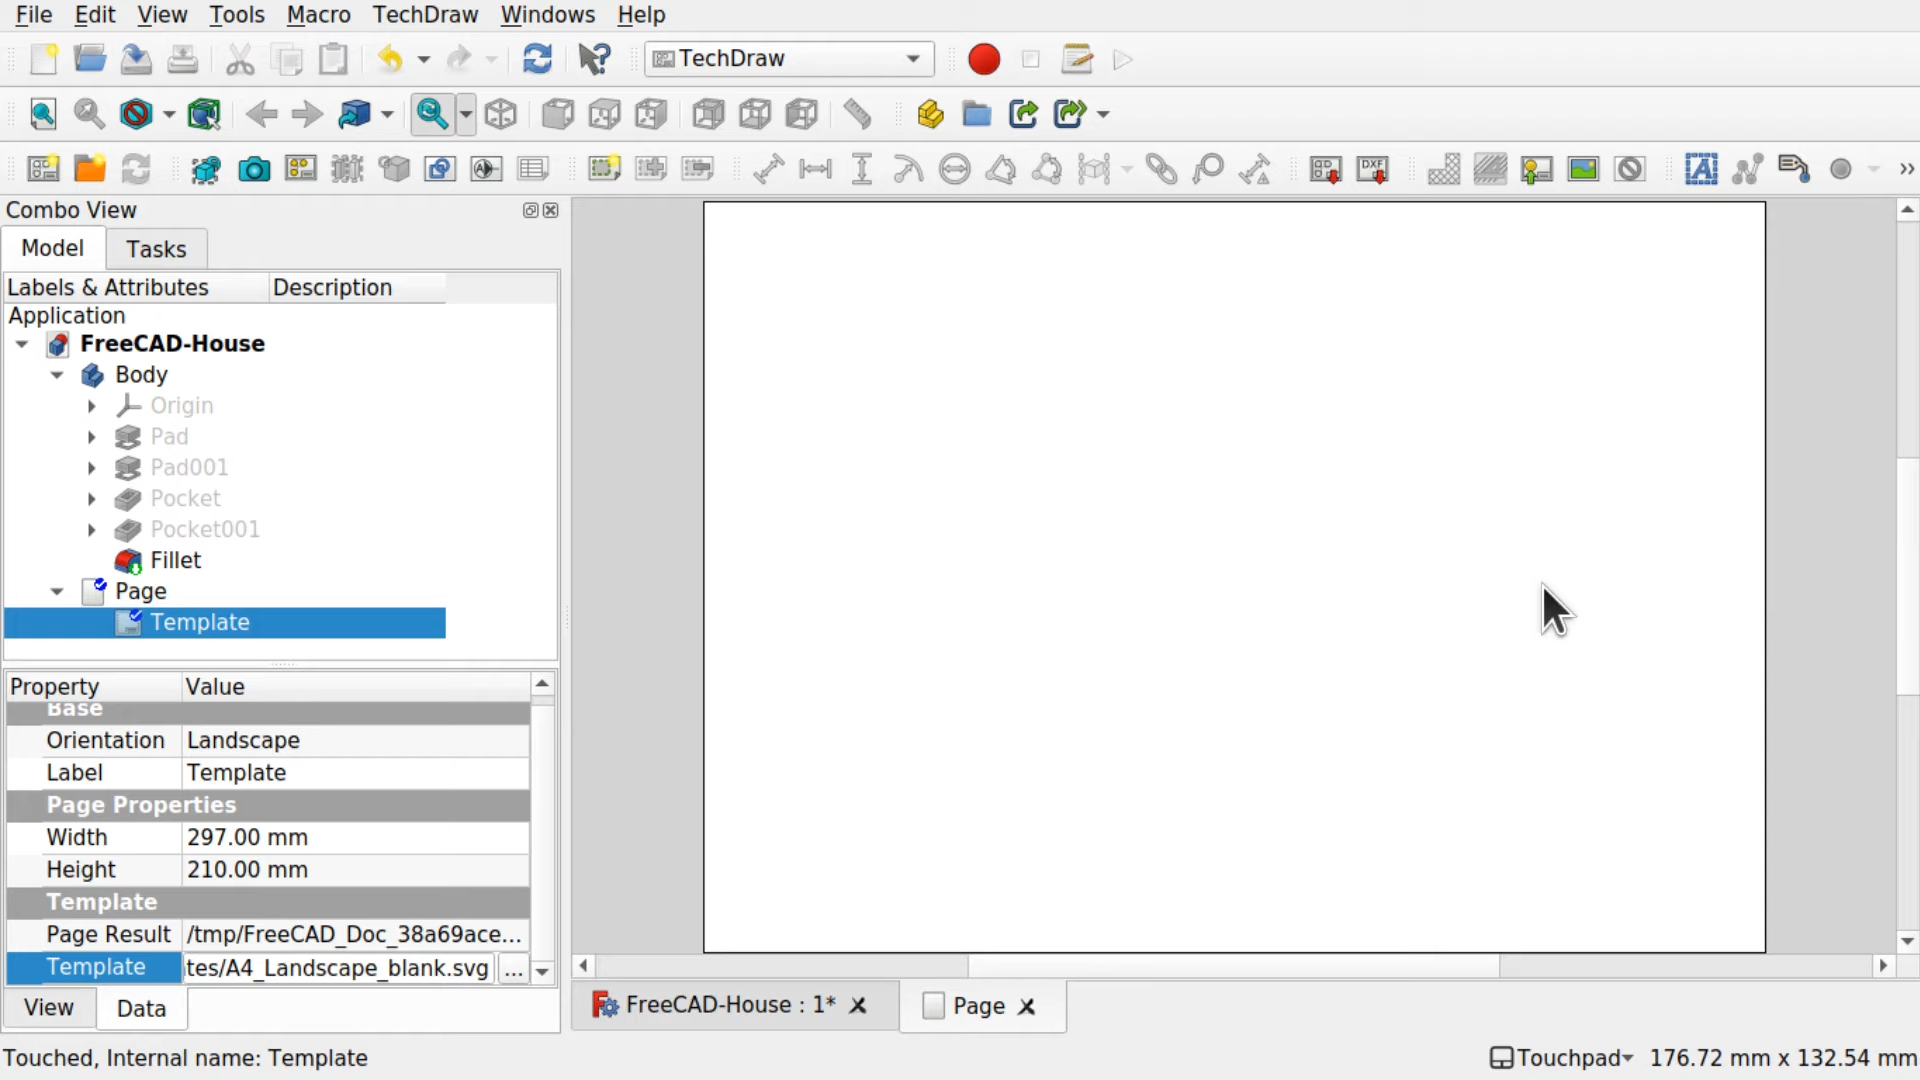 File Edit View Tools Macro TechDraw Windows Help
TechDraw
DXF
Combo View
Model Tasks
Labels & Attributes Description
Application
FreeCAD-House
Body
Origin
Pad
Pad001
Pocket
Pocket001
Fillet
Page
Template
Property Value
Base
Orientation Landscape
Label Template
Page Properties
Width 297.00 mm
Height 210.00 mm
Template
Page Result /tmp/FreeCAD_Doc_38a69ace...
Template tes/A4_Landscape_blank.svg ...
View Data
FreeCAD-House : 1* Page
Touched, Internal name: Template
Touchpad 176.72 mm x 132.54 mm